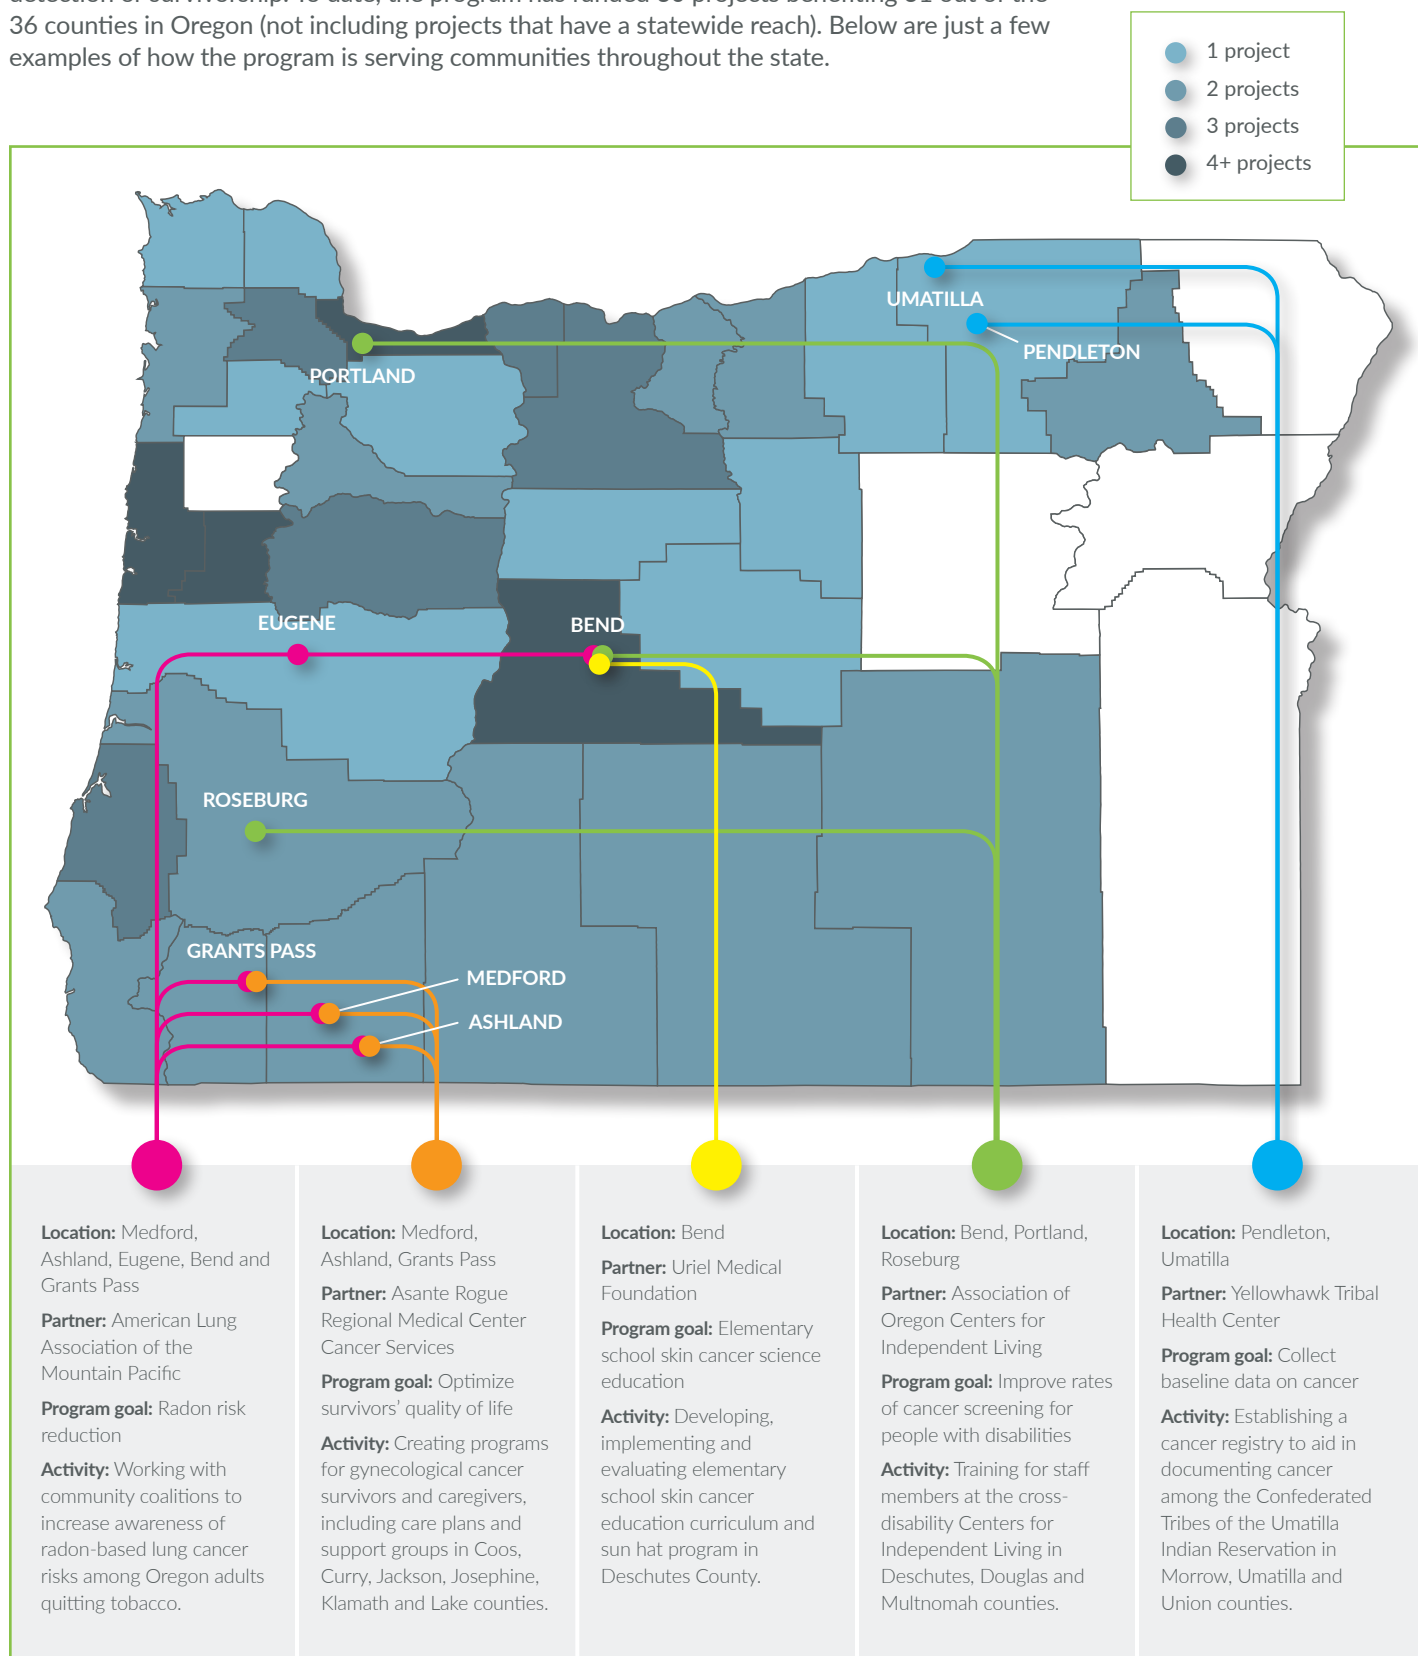 36 counties in Oregon (not including projects that have a statewide reach). Below are just a few
examples of how the program is serving communities throughout the state.
1 project
2 projects
3 projects
4+ projects
UMATILLA
PENDLETON
PORTLAND
EUGENE
BEND
ROSEBURG
GRANTS PASS
MEDFORD
ASHLAND
Location: Medford,
Ashland, Eugene, Bend and
Grants Pass
Partner: American Lung
Association of the
Mountain Pacific
Program goal: Radon risk
reduction
Activity: Working with
community coalitions to
increase awareness of
radon-based lung cancer
risks among Oregon adults
quitting tobacco.
Location: Medford,
Ashland, Grants Pass
Partner: Asante Rogue
Regional Medical Center
Cancer Services
Program goal: Optimize
survivors' quality of life
Activity: Creating programs
for gynecological cancer
survivors and caregivers,
including care plans and
support groups in Coos,
Curry, Jackson, Josephine,
Klamath and Lake counties.
Location: Bend
Partner: Uriel Medical
Foundation
Program goal: Elementary
school skin cancer science
education
Activity: Developing,
implementing and
evaluating elementary
school skin cancer
education curriculum and
sun hat program in
Deschutes County.
Location: Bend, Portland,
Roseburg
Partner: Association of
Oregon Centers for
Independent Living
Program goal: Improve rates
of cancer screening for
people with disabilities
Activity: Training for staff
members at the cross-
disability Centers for
Independent Living in
Deschutes, Douglas and
Multnomah counties.
Location: Pendleton,
Umatilla
Partner: Yellowhawk Tribal
Health Center
Program goal: Collect
baseline data on cancer
Activity: Establishing a
cancer registry to aid in
documenting cancer
among the Confederated
Tribes of the Umatilla
Indian Reservation in
Morrow, Umatilla and
Union counties.